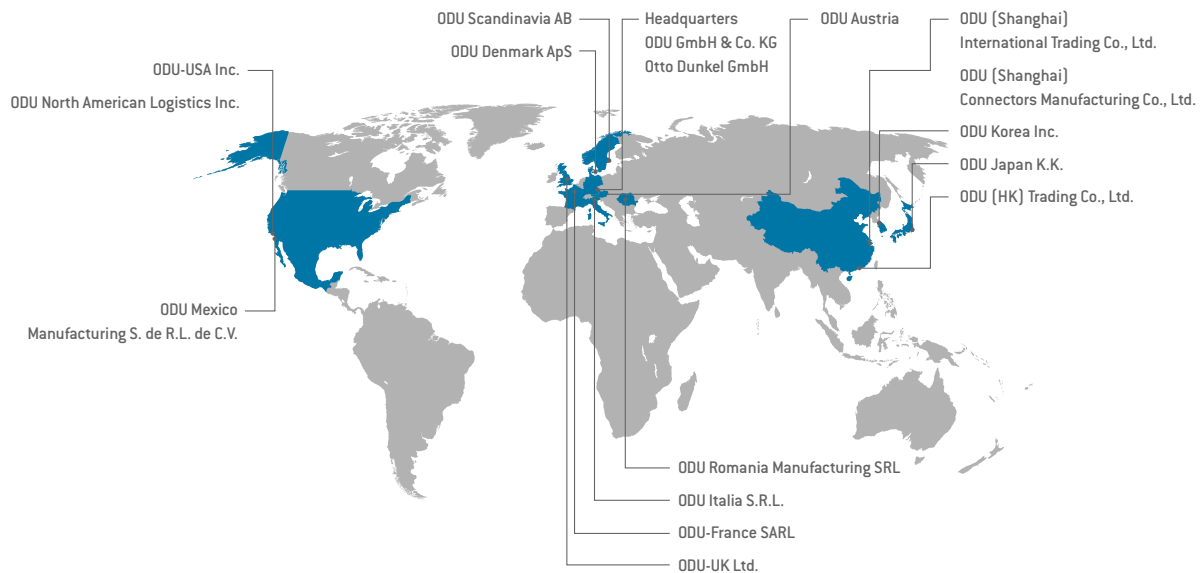 ODU Scandinavia AB
ODU Denmark ApS
Headquarters
ODU GmbH & Co. KG
Otto Dunkel GmbH
ODU Austria
ODU (Shanghai)
International Trading Co., Ltd.
ODU (Shanghai)
Connectors Manufacturing Co., Ltd.
ODU Korea Inc.
ODU Japan K.K.
ODU (HK) Trading Co., Ltd.
ODU-USA Inc.
ODU North American Logistics Inc.
ODU Mexico
Manufacturing S. de R.L. de C.V.
ODU Romania Manufacturing SRL
ODU Italia S.R.L.
ODU-France SARL
ODU-UK Ltd.